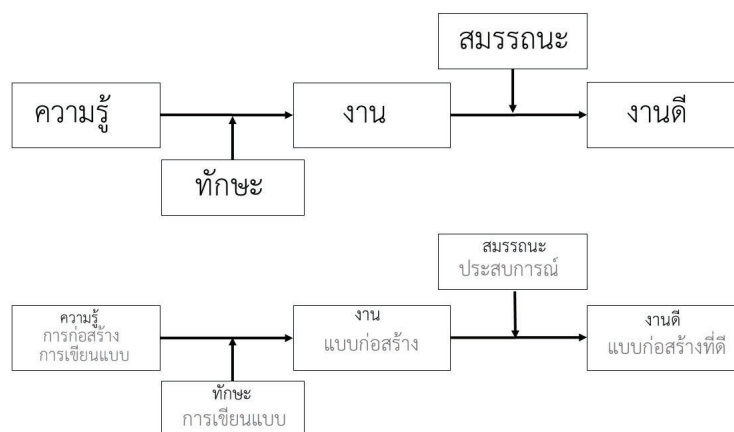 สมรรถนะ
ความรู้
งาน
งานดี
ทักษะ
สมรรถนะ
ประสบการณ์
ความรู้
การก่อสร้าง
การเขียนแบบ
งาน
แบบก่อสร้าง
งานดี
แบบก่อสร้างที่ดี
ทักษะ
การเขียนแบบ